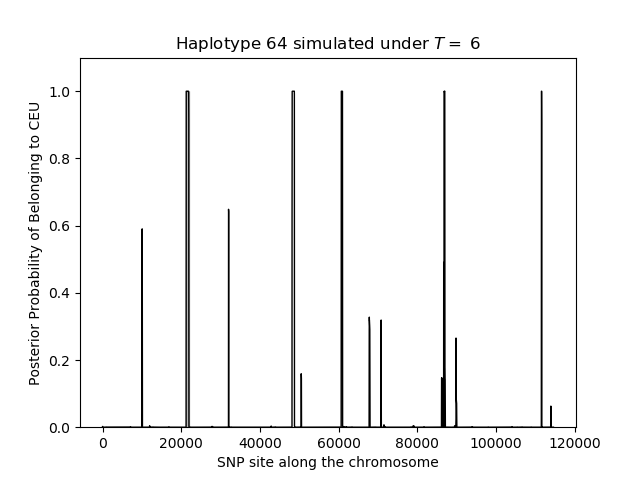 Haplotype 64 simulated under T = 6
Posterior Probability of Belonging to CEU
1.0
0.8
0.6
0.4
0.2
0.0
0 20000 40000 60000 80000 100000 120000
SNP site along the chromosome